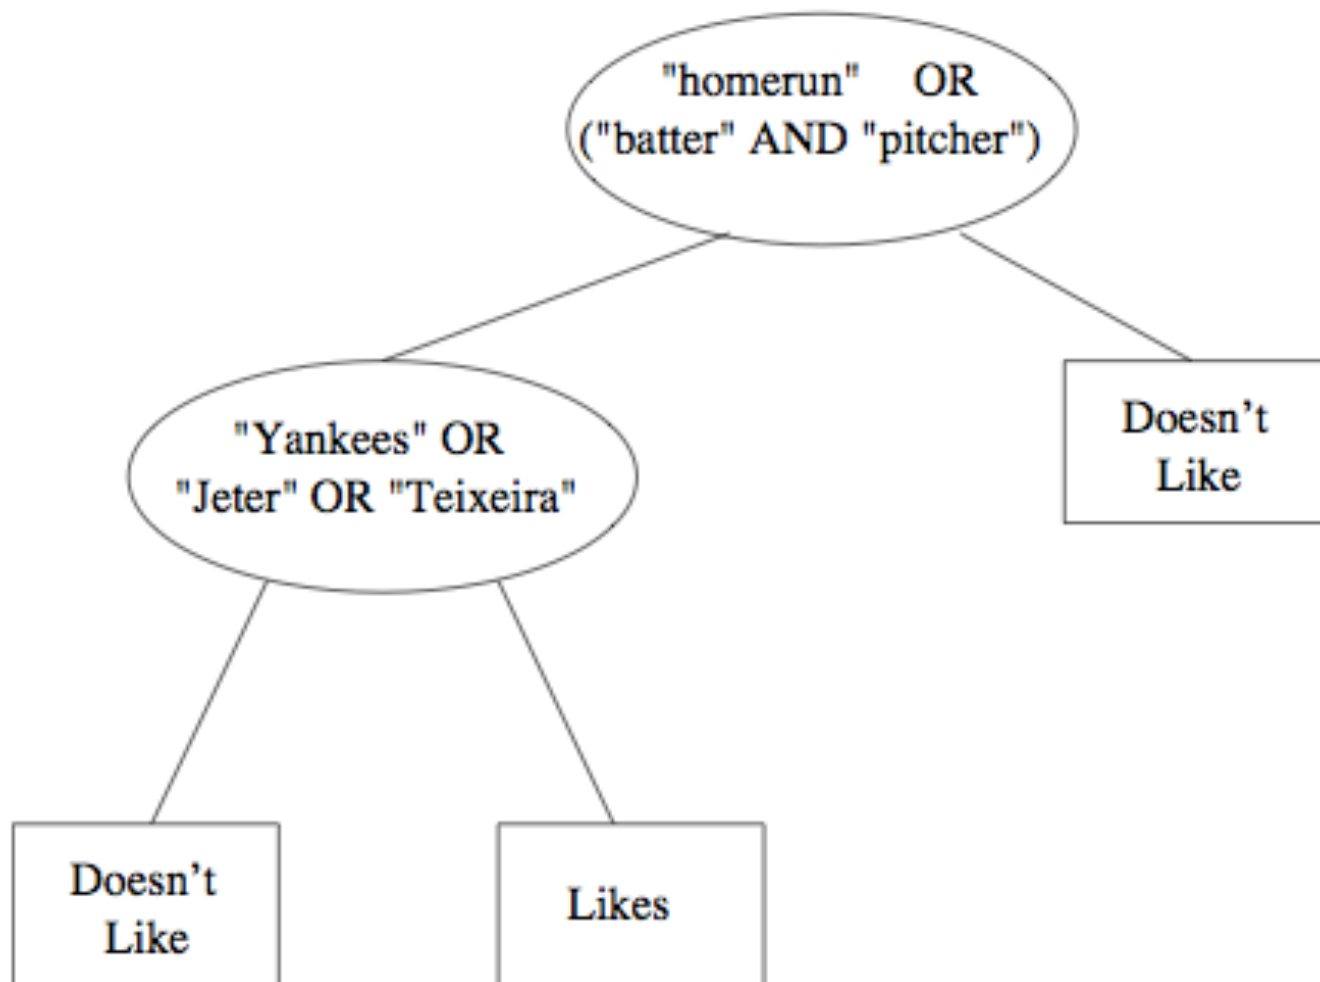 "homerun" OR
("batter" AND "pitcher")
"Yankees" OR
"Jeter" OR "Teixeira"
Doesn't
Like
Doesn't
Like
Likes